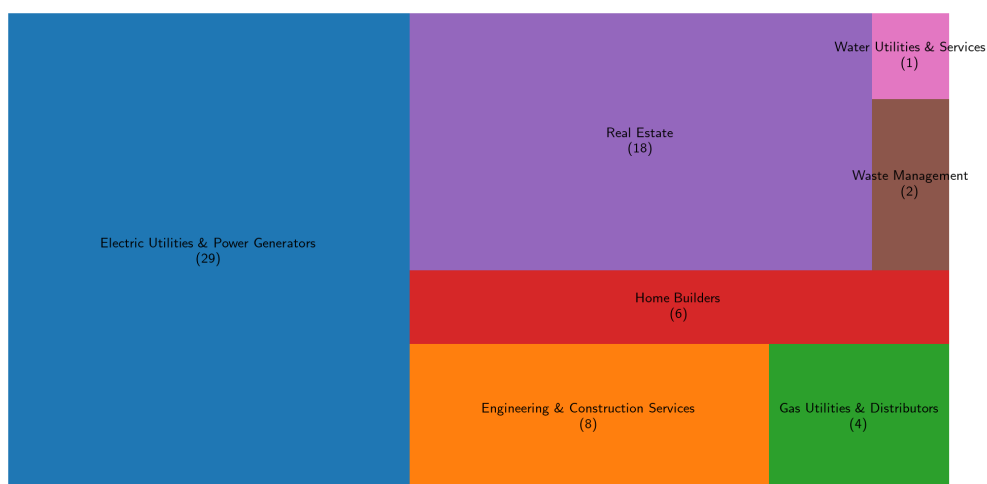 Water Utilities & Services
(1)
Real Estate
(18)
Waste Management
(2)
Electric Utilities & Power Generators
(29)
Home Builders
(6)
Engineering & Construction Services
(8)
Gas Utilities & Distributors
(4)